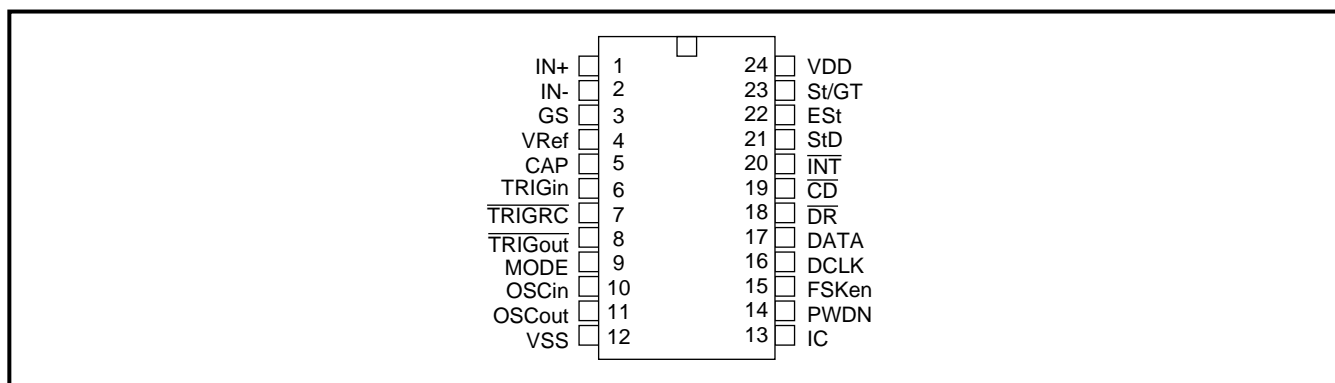 IN+ 1 24 VDD
IN- 2 23 St/GT
GS 3 22 ESt
VRef 4 21 StD
CAP 5 20 INT
TRIGin 6 19 CD
TRIGRC 7 18 DR
TRIGout 8 17 DATA
MODE 9 16 DCLK
OSCin 10 15 FSKen
OSCout 11 14 PWDN
VSS 12 13 IC